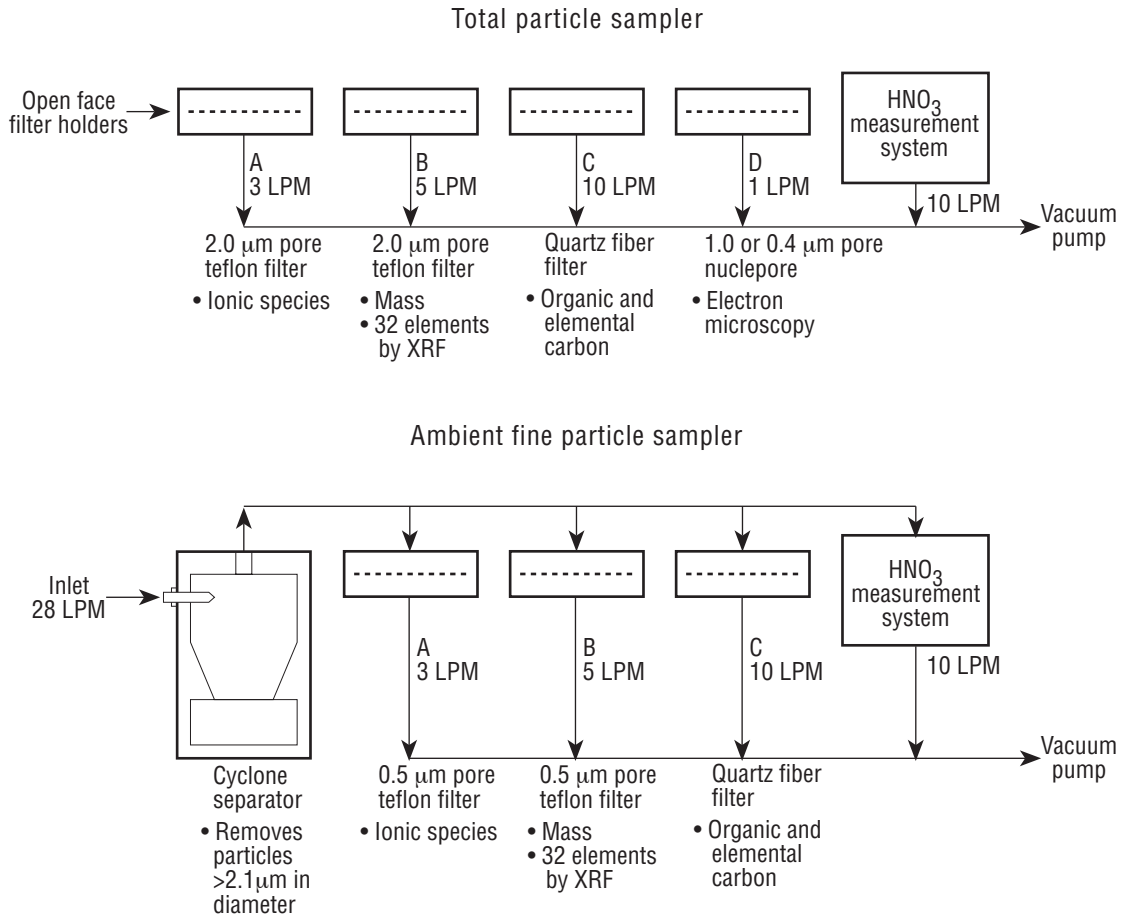 Total particle sampler
Open face
filter holders
A
3 LPM
B
5 LPM
C
10 LPM
D
1 LPM
HNO3
measurement
system
10 LPM
Vacuum
pump
2.0 µm pore
teflon filter
• Ionic species
2.0 µm pore
teflon filter
• Mass
• 32 elements
by XRF
Quartz fiber
filter
• Organic and
elemental
carbon
1.0 or 0.4 µm pore
nuclepore
• Electron
microscopy
Ambient fine particle sampler
Inlet
28 LPM
A
3 LPM
B
5 LPM
C
10 LPM
HNO3
measurement
system
10 LPM
Vacuum
pump
Cyclone
separator
• Removes
particles
>2.1µm in
diameter
0.5 µm pore
teflon filter
• Ionic species
0.5 µm pore
teflon filter
• Mass
• 32 elements
by XRF
Quartz fiber
filter
• Organic and
elemental
carbon